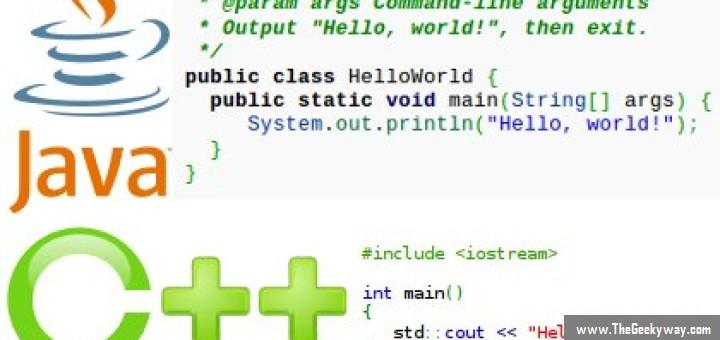 * @param args Command-line arguments
* Output "Hello, world!", then exit.
*/
public class HelloWorld {
public static void main(String[] args) {
System.out.println("Hello, world!");
}
}
Java
C++
#include <iostream>
int main()
{
std::cout << "Hel
www.TheGeekyway.com